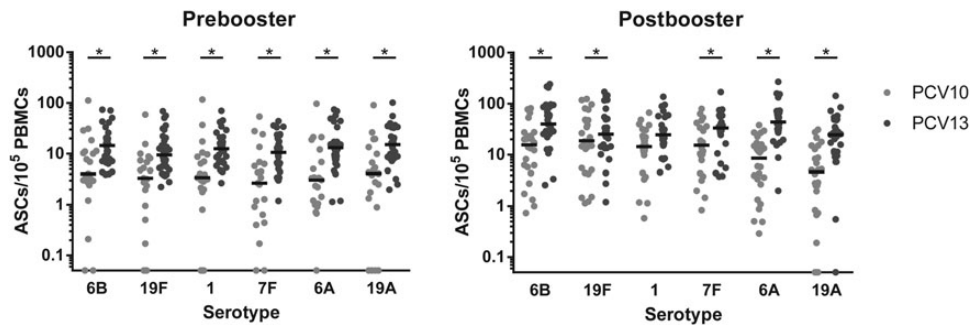 Prebooster
* * * * * *
ASCs/10⁵ PBMCs
1000
100
10
1
0.1
6B 19F 1 7F 6A 19A
Serotype
Postbooster
* * * * *
ASCs/10⁵ PBMCs
1000
100
10
1
0.1
6B 19F 1 7F 6A 19A
Serotype
PCV10
PCV13